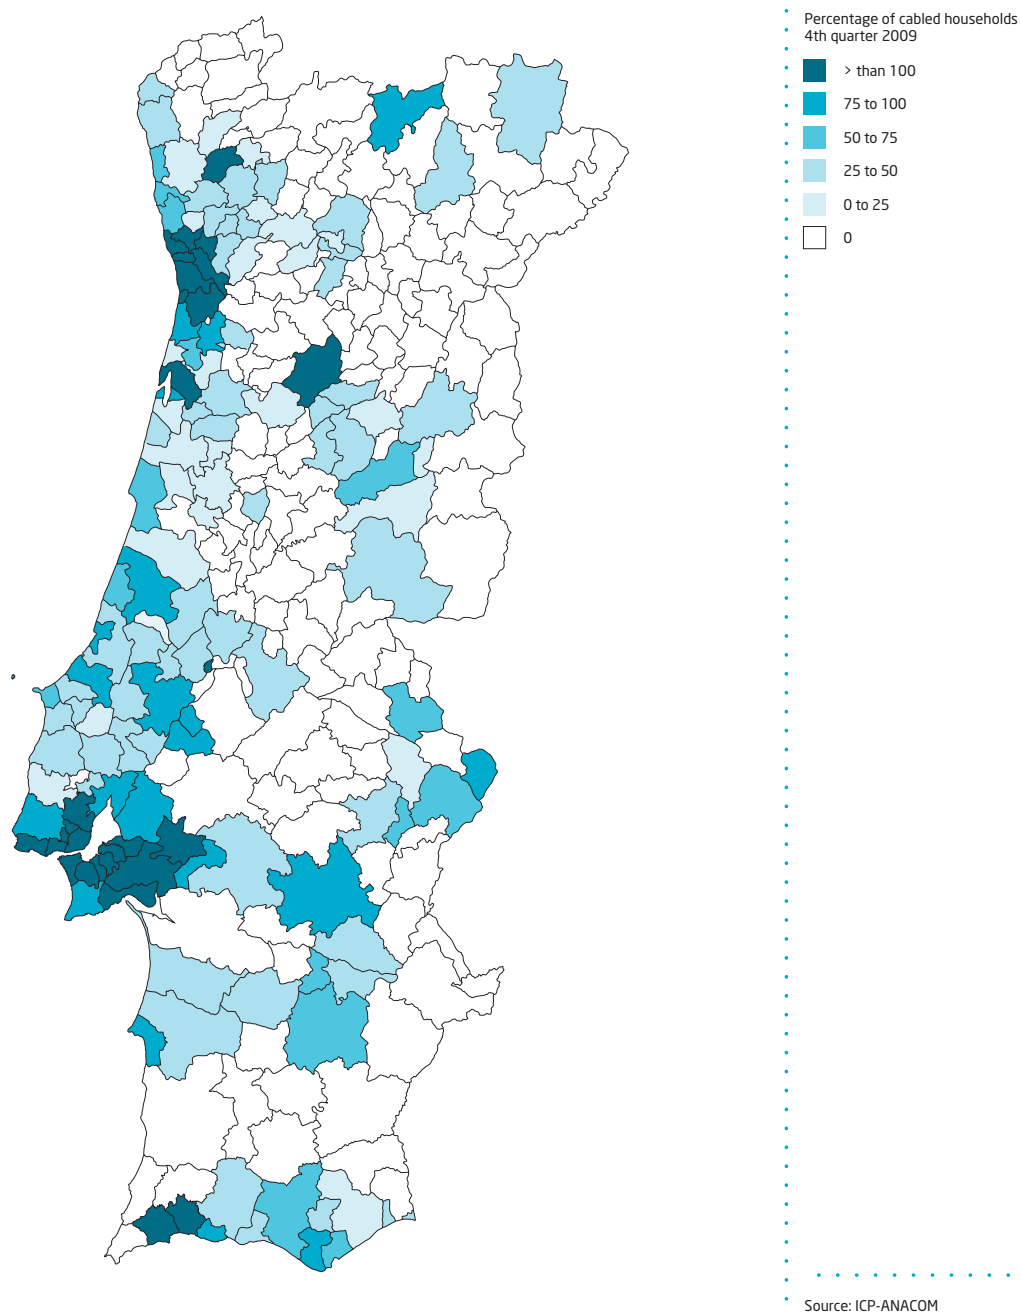 Percentage of cabled households
4th quarter 2009
> than 100
75 to 100
50 to 75
25 to 50
0 to 25
0
Source: ICP-ANACOM